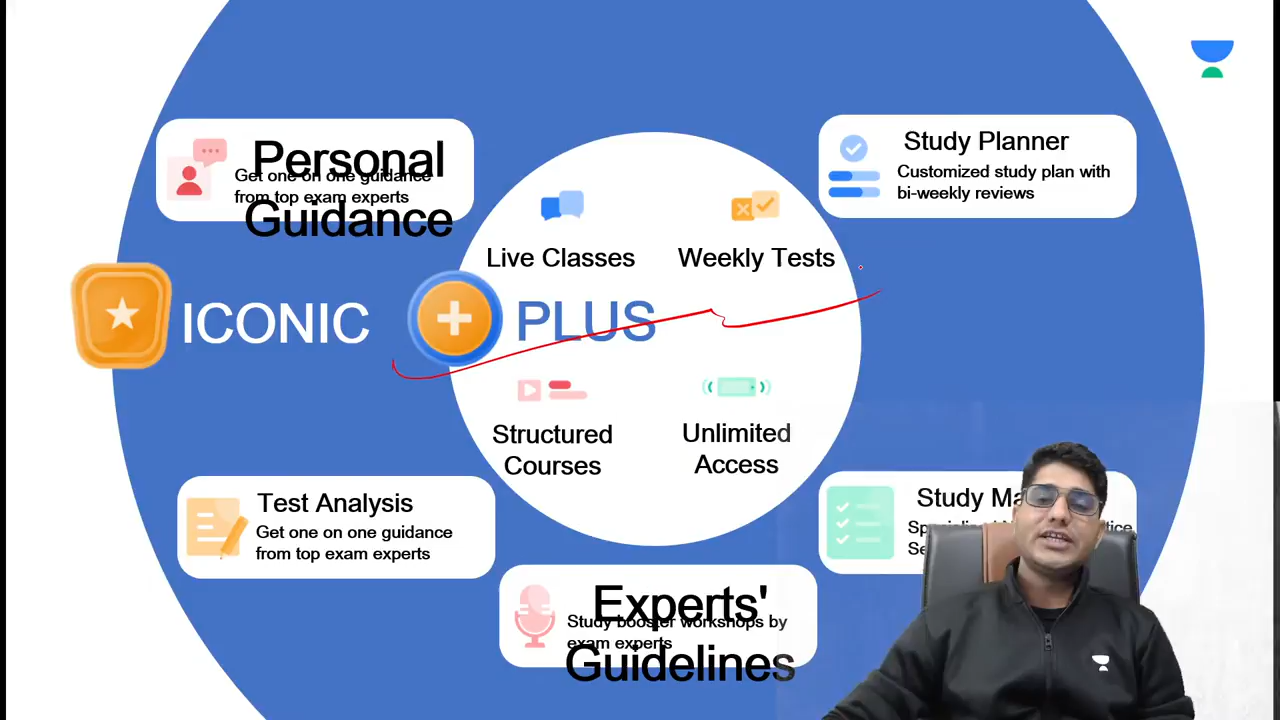 Personal
Guidance
Get one on one guidance
from top exam experts
Study Planner
Customized study plan with
bi-weekly reviews
Live Classes
Weekly Tests
ICONIC
PLUS
Structured
Courses
Unlimited
Access
Test Analysis
Get one on one guidance
from top exam experts
Study
Experts'
Guidelines
Study booster workshops by
exam experts